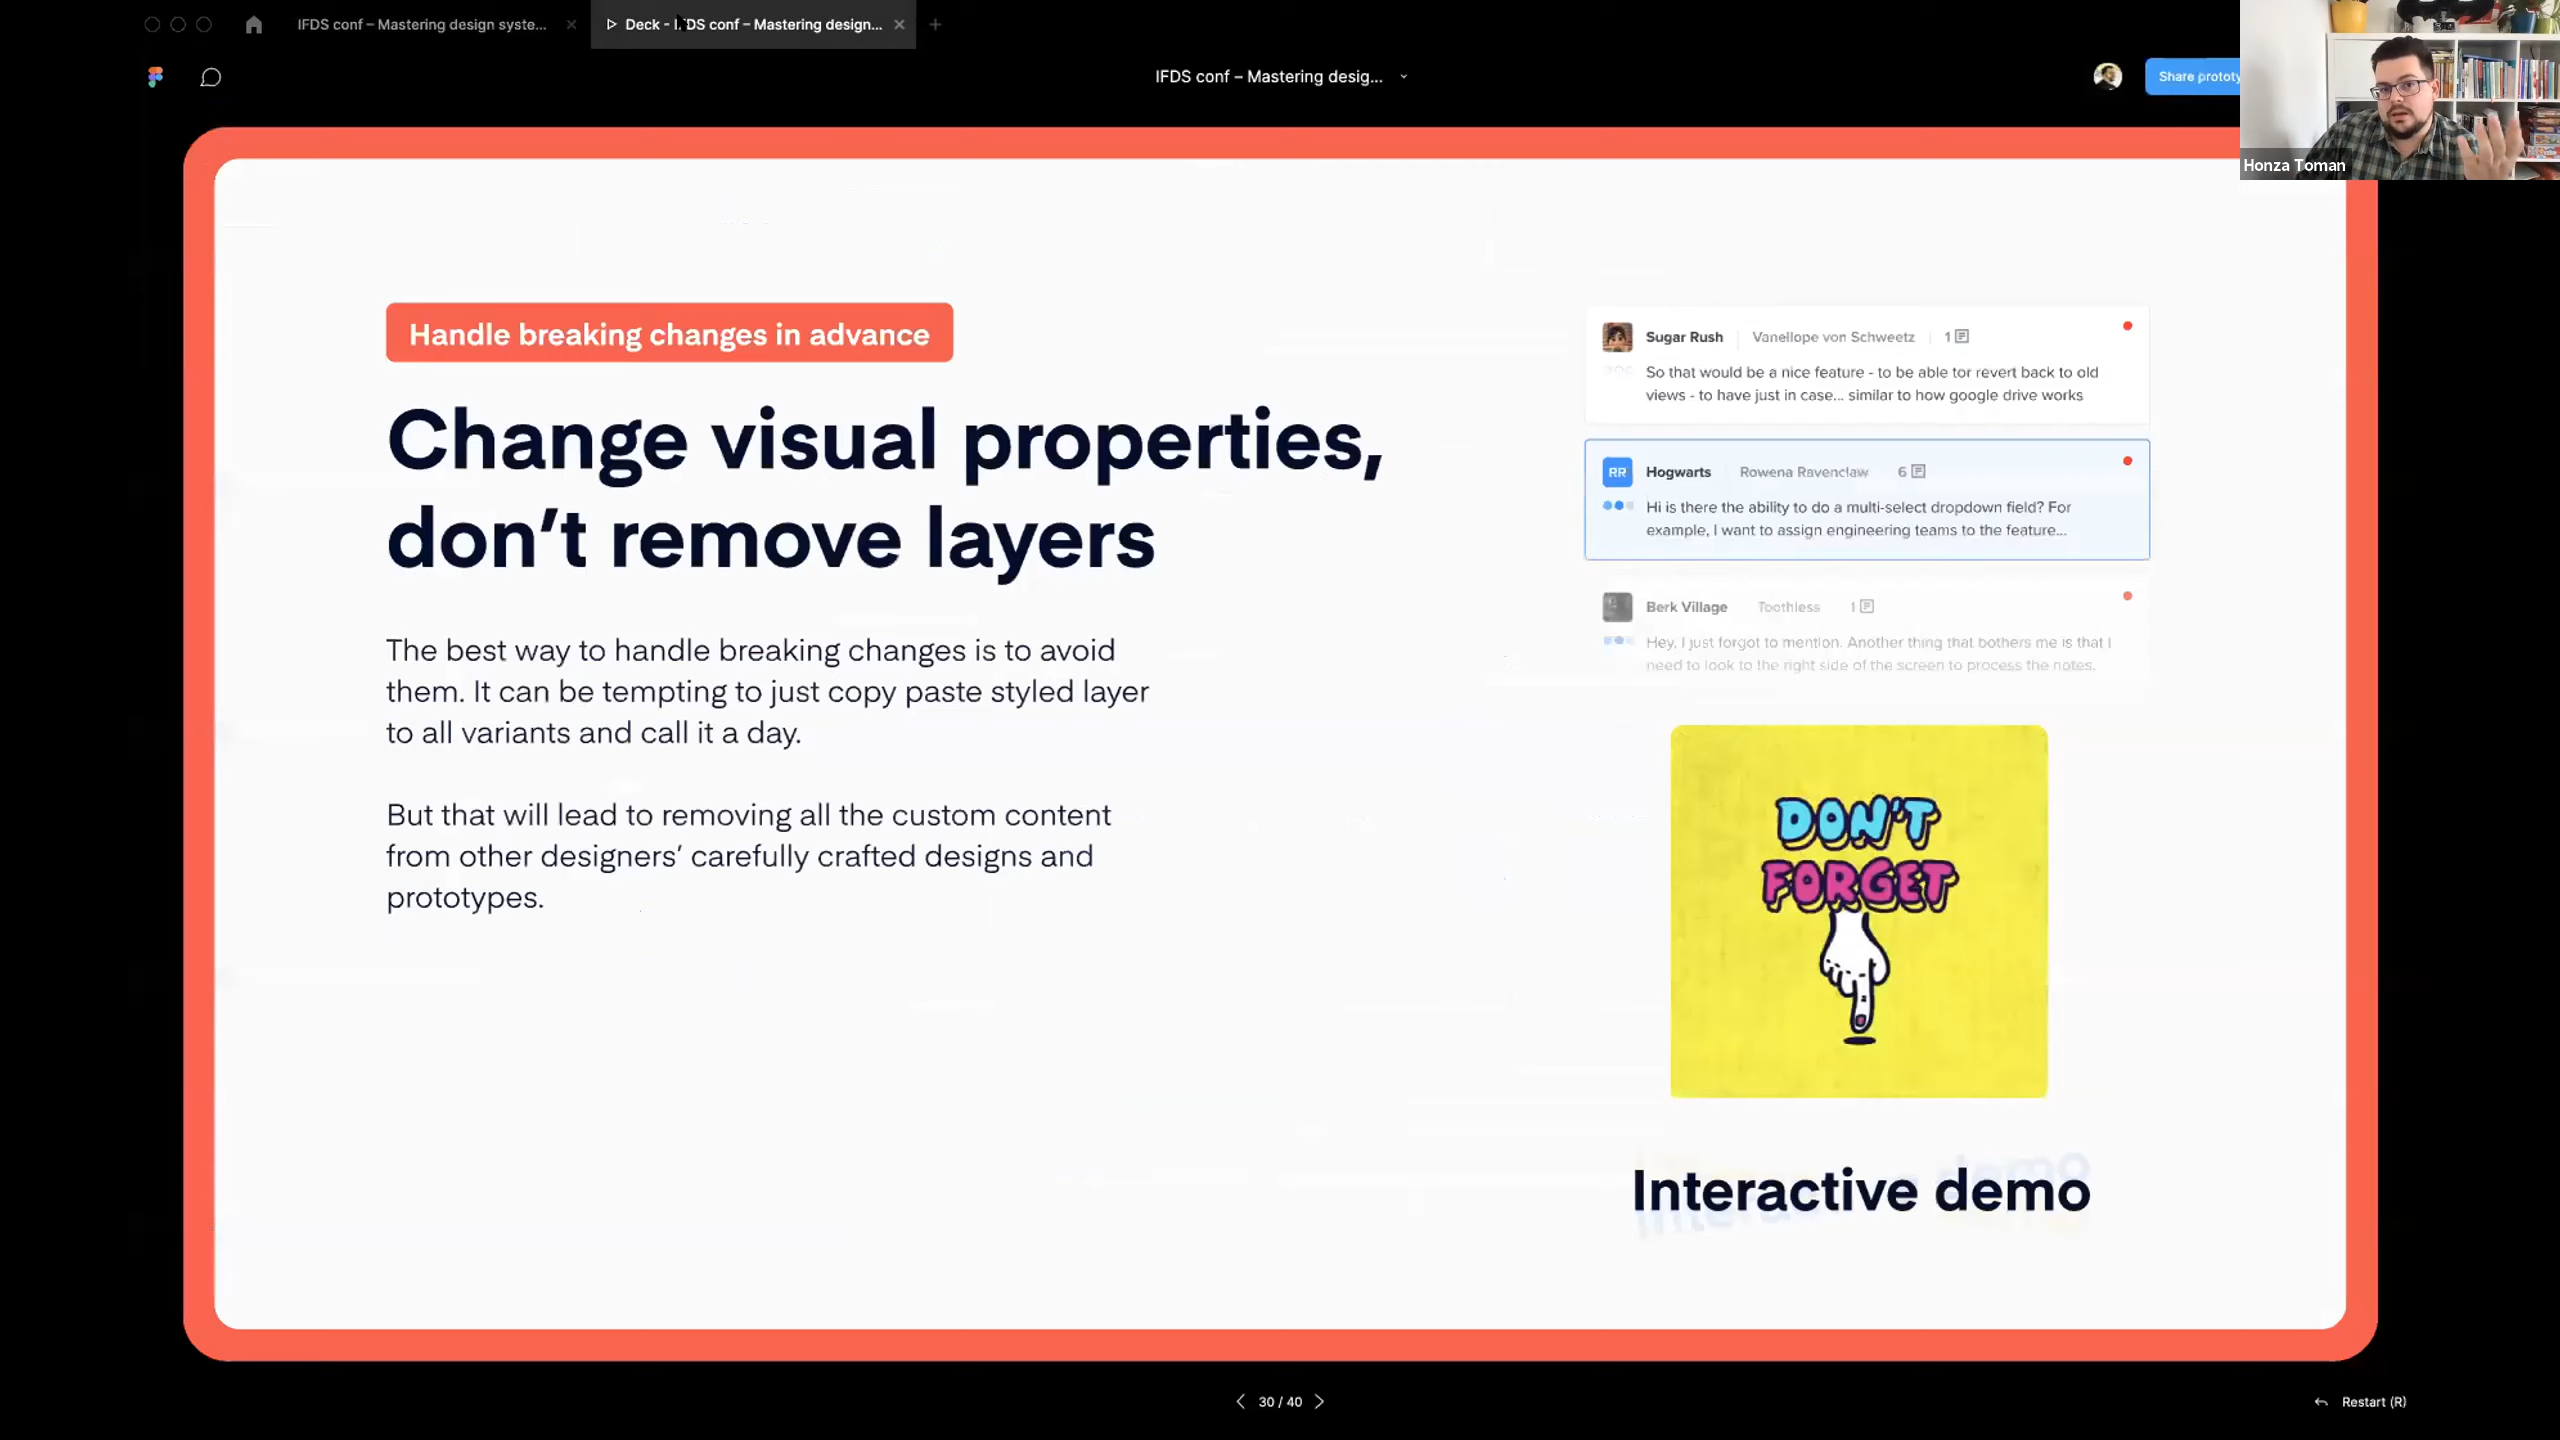 IFDS conf – Mastering design syste...
Deck - IFDS conf – Mastering design...
IFDS conf – Mastering desig...
Share prototy
Honza Toman
Handle breaking changes in advance
Change visual properties,
don’t remove layers
The best way to handle breaking changes is to avoid
them. It can be tempting to just copy paste styled layer
to all variants and call it a day.
But that will lead to removing all the custom content
from other designers’ carefully crafted designs and
prototypes.
Sugar Rush Vanellope von Schweetz 1
So that would be a nice feature - to be able tor revert back to old
views - to have just in case... similar to how google drive works
RR Hogwarts Rowena Ravenclaw 6
Hi is there the ability to do a multi-select dropdown field? For
example, I want to assign engineering teams to the feature...
Berk Village Toothless 1
Hey, I just forgot to mention. Another thing that bothers me is that I
need to look to the right side of the screen to process the notes.
DON'T
FORGET
Interactive demo
30 / 40
Restart (R)